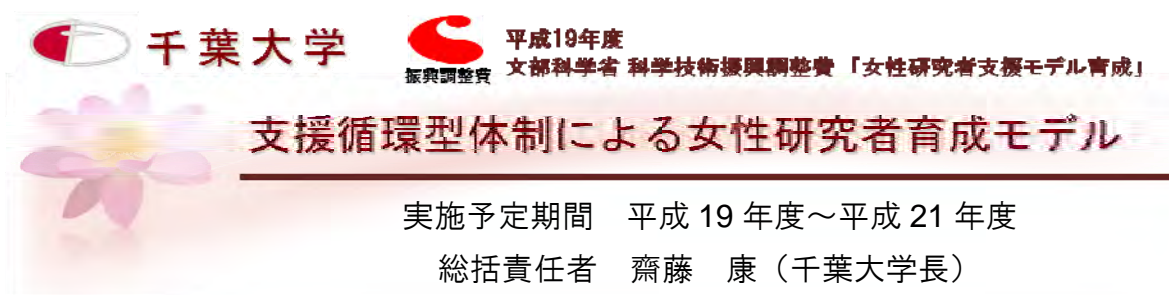 千葉大学
振興調整費
平成19年度
文部科学省 科学技術振興調整費 「女性研究者支援モデル育成」
支援循環型体制による女性研究者育成モデル
実施予定期間 平成 19 年度～平成 21 年度
総括責任者 齋藤 康（千葉大学長）